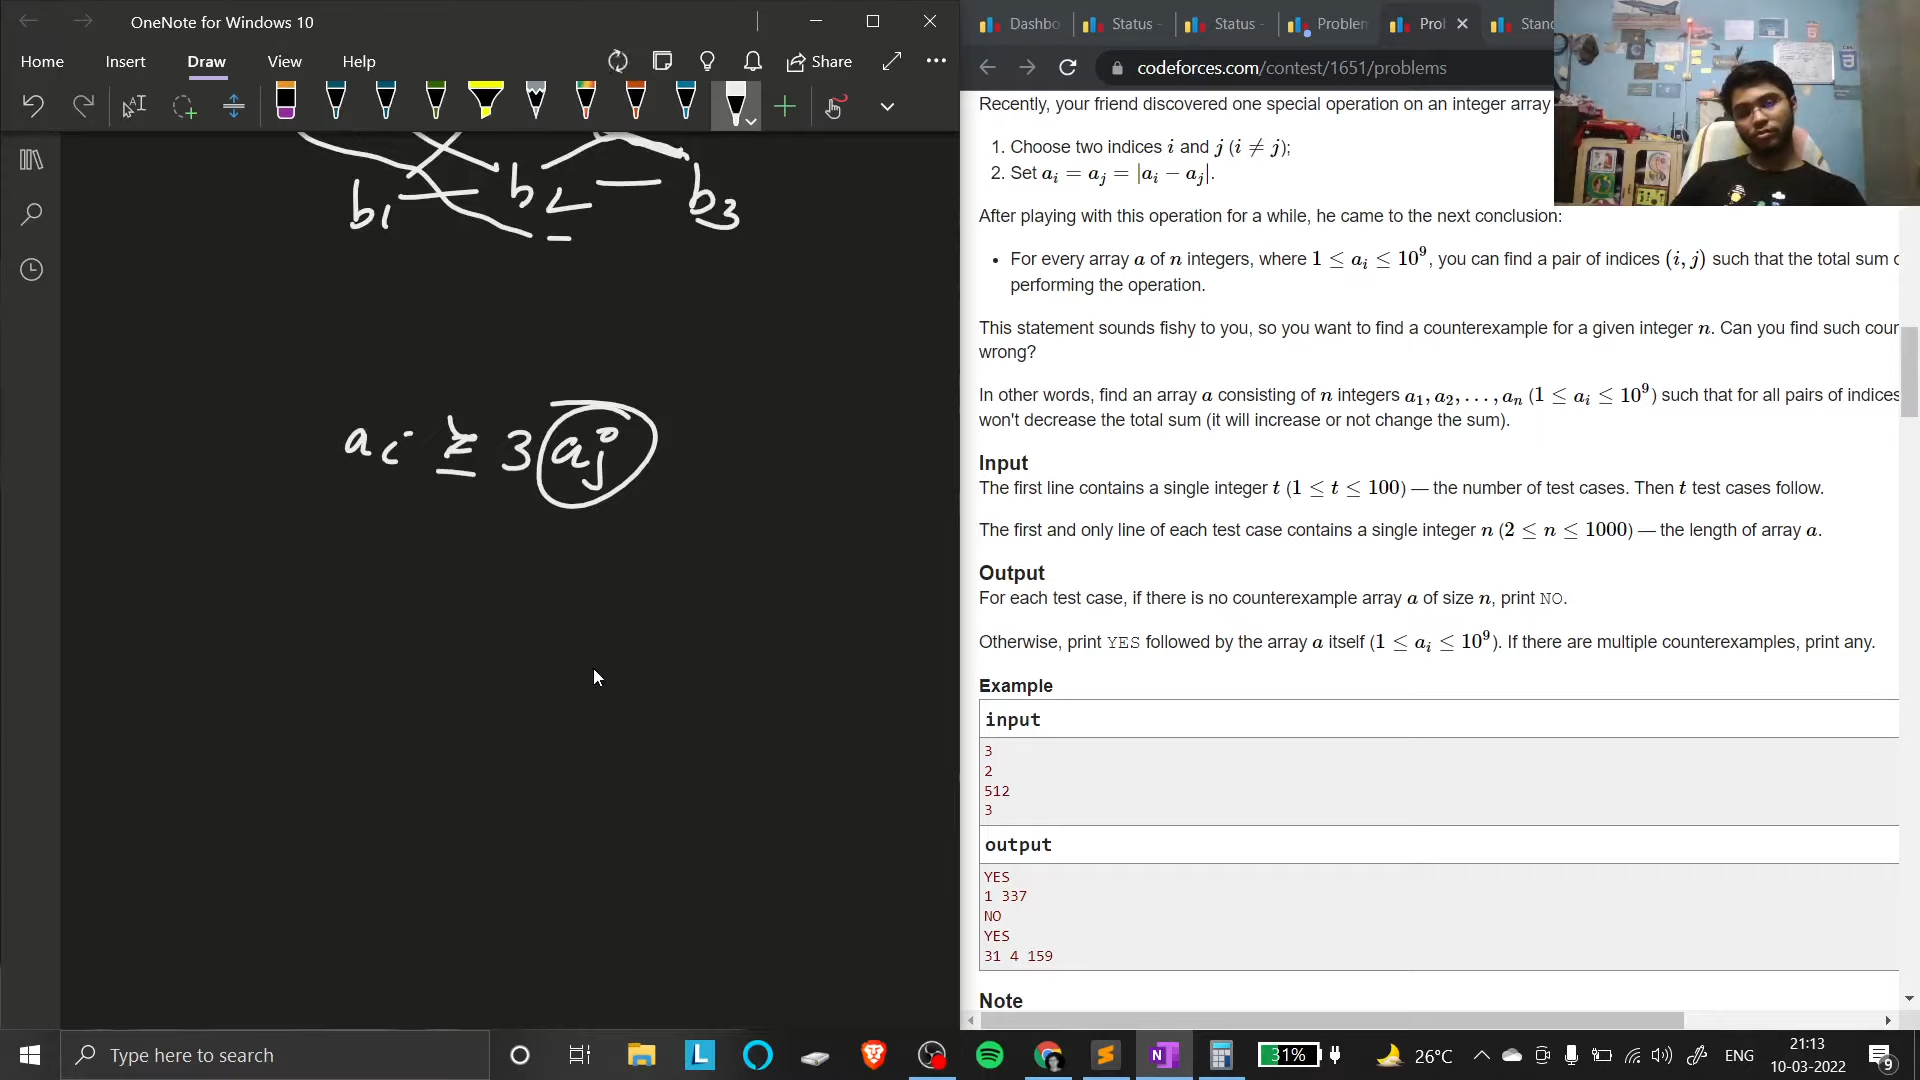 OneNote for Windows 10
Home Insert Draw View Help Share
b1 b2 b3
ai ≥ 3 aj
Dashbo Status - Status - Problem Prob Stand
codeforces.com/contest/1651/problems
Recently, your friend discovered one special operation on an integer array
1. Choose two indices i and j (i ≠ j);
2. Set ai = aj = |ai − aj|.
After playing with this operation for a while, he came to the next conclusion:
• For every array a of n integers, where 1 ≤ ai ≤ 10⁹, you can find a pair of indices (i, j) such that the total sum
performing the operation.
This statement sounds fishy to you, so you want to find a counterexample for a given integer n. Can you find such cour
wrong?
In other words, find an array a consisting of n integers a1, a2, . . . , an (1 ≤ ai ≤ 10⁹) such that for all pairs of indices
won't decrease the total sum (it will increase or not change the sum).
Input
The first line contains a single integer t (1 ≤ t ≤ 100) — the number of test cases. Then t test cases follow.
The first and only line of each test case contains a single integer n (2 ≤ n ≤ 1000) — the length of array a.
Output
For each test case, if there is no counterexample array a of size n, print NO.
Otherwise, print YES followed by the array a itself (1 ≤ ai ≤ 10⁹). If there are multiple counterexamples, print any.
Example
input
3
2
512
3
output
YES
1 337
NO
YES
31 4 159
Note
Type here to search
31%
26°C
ENG
21:13
10-03-2022
9